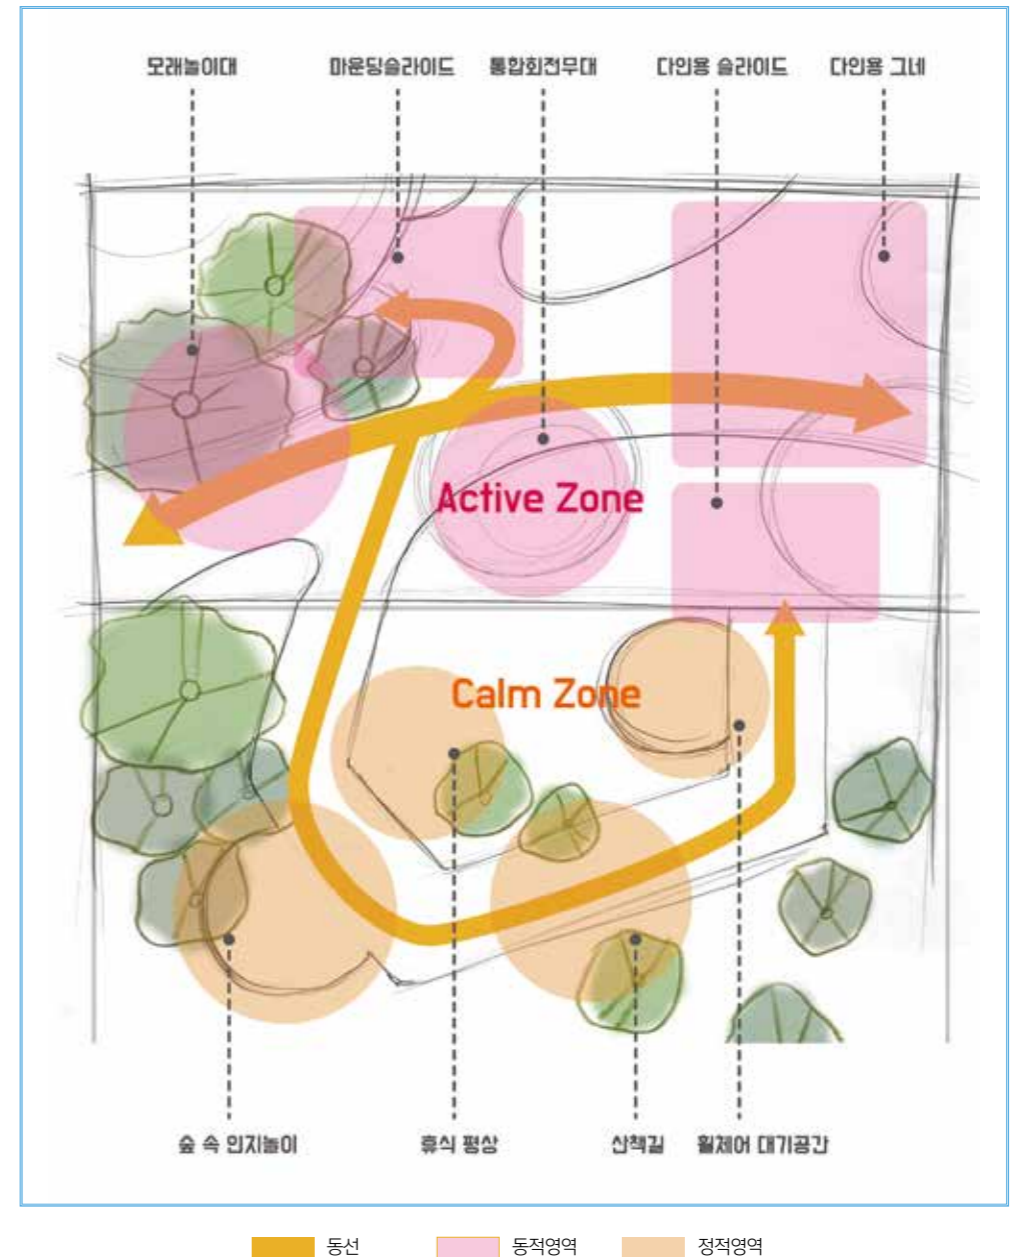 모래놀이대 마운딩슬라이드 통합회전무대 다인용 슬라이드 다인용 그네
Active Zone
Calm Zone
숲 속 인지놀이 휴식 평상 산책길 휠체어 대기공간
동선 동적영역 정적영역